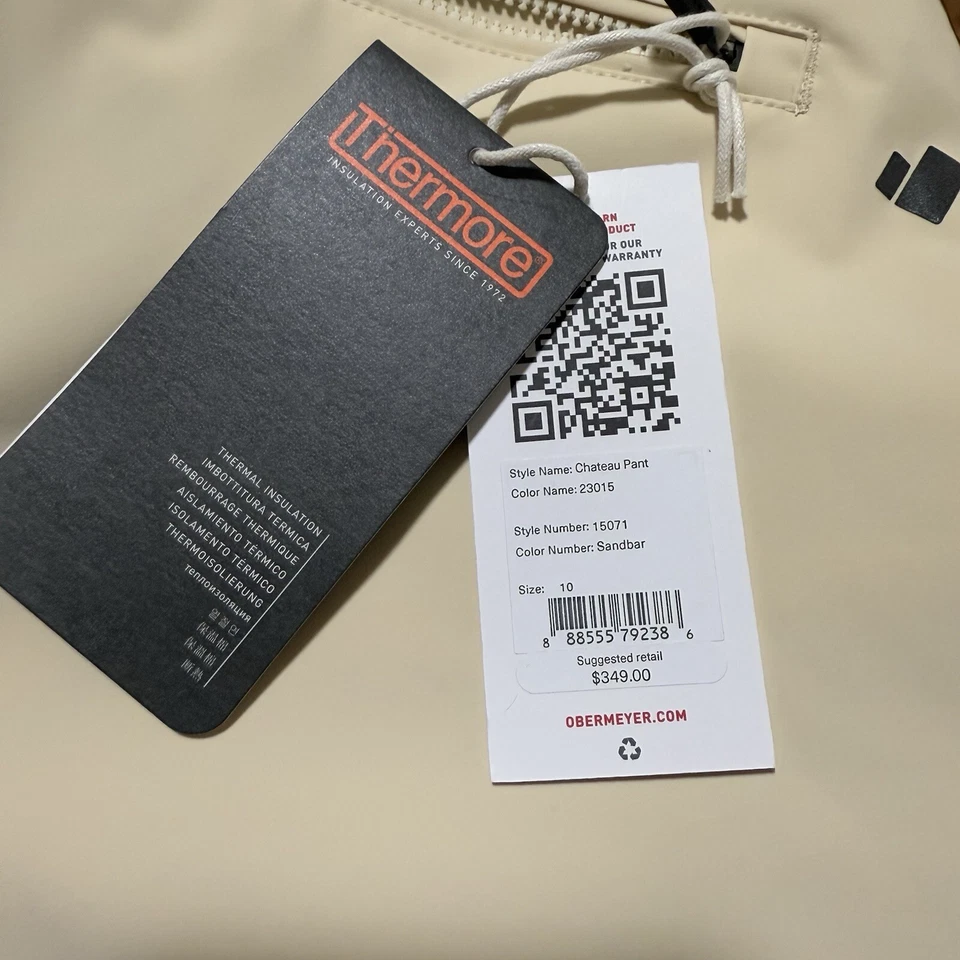 Thermore
INSULATION EXPERTS SINCE 1972
THERMAL INSULATION
IMBOTTITURA TERMICA
REMBOURRAGE THERMIQUE
AISLAMIENTO TÉRMICO
ISOLAMENTO TÉRMICO
THERMOISOLIERUNG
теплоизоляция
RN
DUCT
OUR
WARRANTY
Style Name: Chateau Pant
Color Name: 23015
Style Number: 15071
Color Number: Sandbar
Size: 10
8 88555 79238 6
Suggested retail
$349.00
OBERMEYER.COM